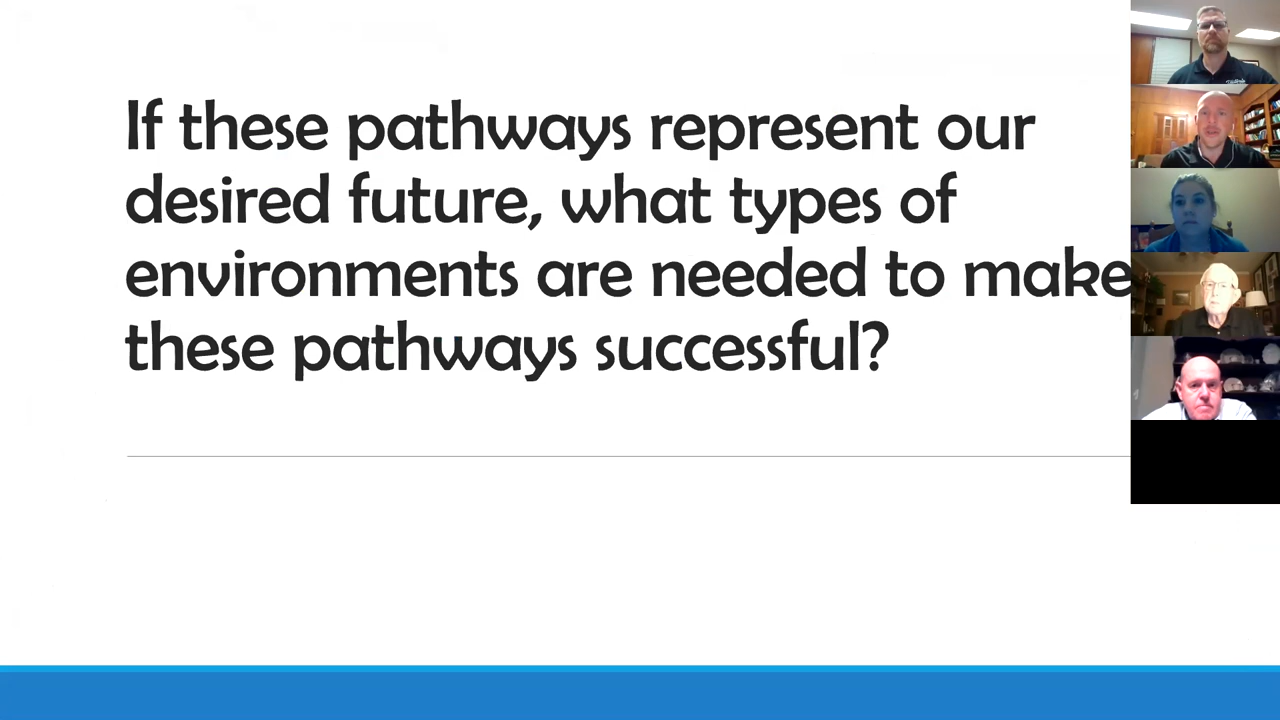 If these pathways represent our
desired future, what types of
environments are needed to make
these pathways successful?